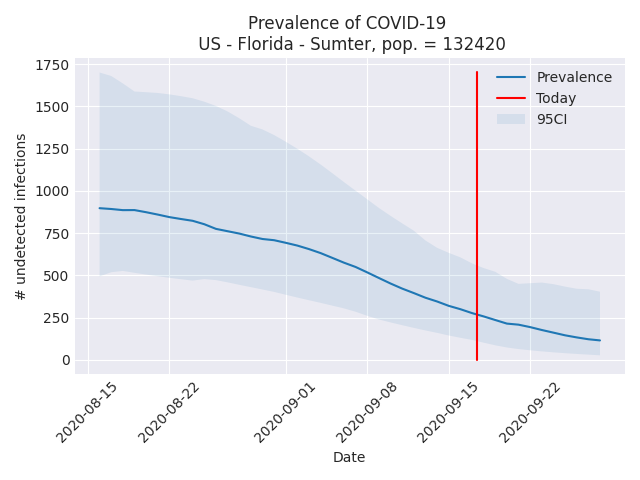 Prevalence of COVID-19
US - Florida - Sumter, pop. = 132420
Prevalence
Today
95CI
1750
1500
1250
1000
750
500
250
0
# undetected infections
2020-08-15
2020-08-22
2020-09-01
2020-09-08
2020-09-15
2020-09-22
Date